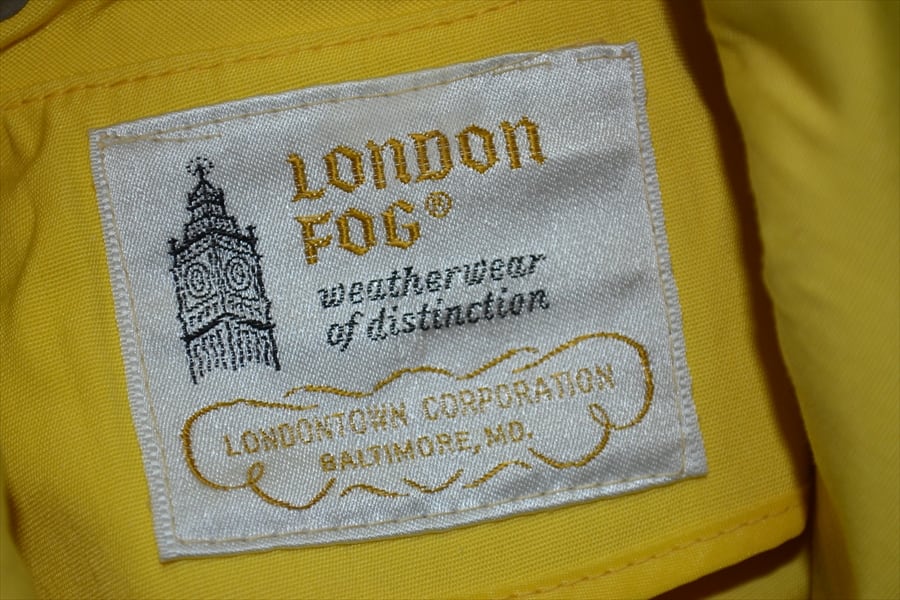 LONDON
FOG®
weatherwear
of distinction
LONDONTOWN CORPORATION
BALTIMORE, MD.